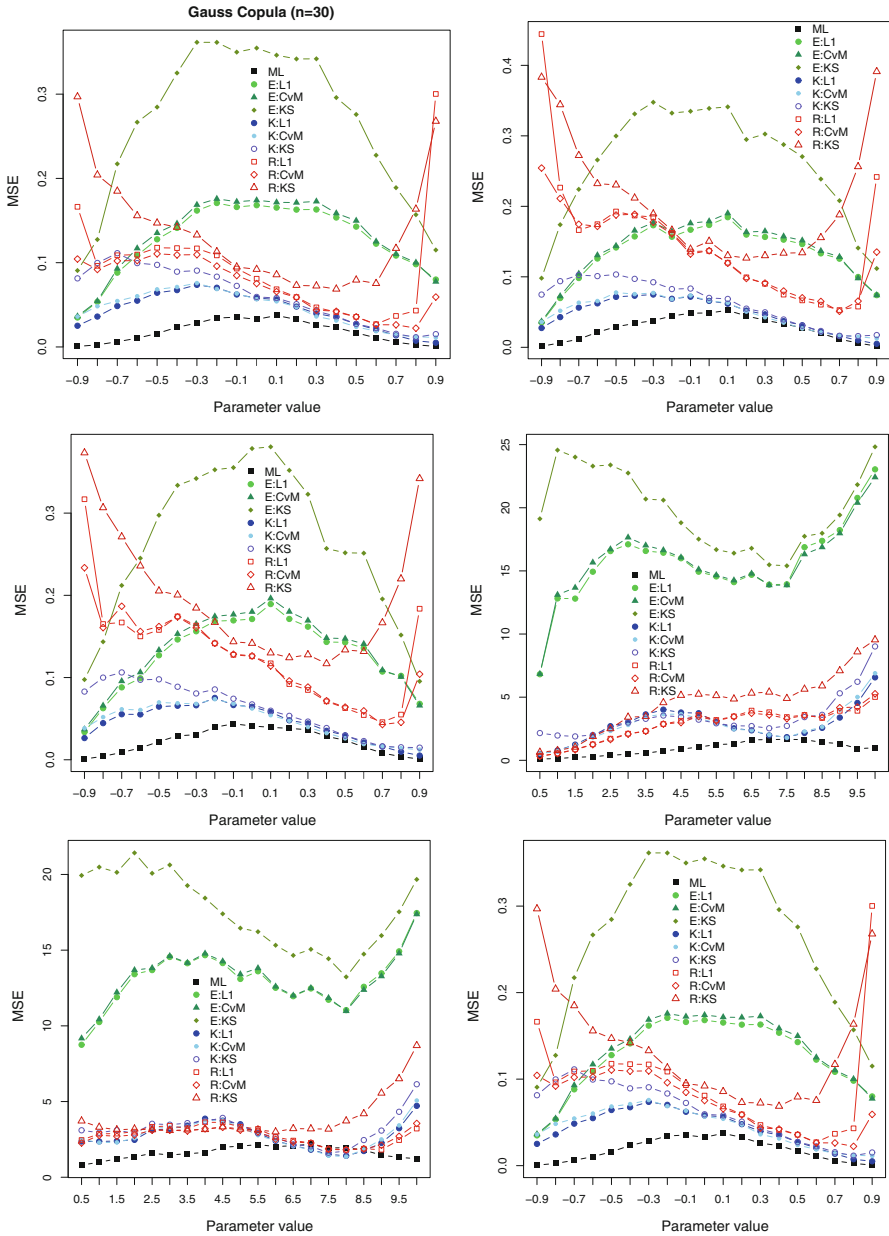 Gauss Copula (n=30)
MSE
0.0
0.1
0.2
0.3
ML
E:L1
E:CvM
E:KS
K:L1
K:CvM
K:KS
R:L1
R:CvM
R:KS
−0.9
−0.7
−0.5
−0.3
−0.1
0.1
0.3
0.5
0.7
0.9
Parameter value
MSE
0.0
0.1
0.2
0.3
0.4
ML
E:L1
E:CvM
E:KS
K:L1
K:CvM
K:KS
R:L1
R:CvM
R:KS
−0.9
−0.7
−0.5
−0.3
−0.1
0.1
0.3
0.5
0.7
0.9
Parameter value
MSE
0.0
0.1
0.2
0.3
ML
E:L1
E:CvM
E:KS
K:L1
K:CvM
K:KS
R:L1
R:CvM
R:KS
−0.9
−0.7
−0.5
−0.3
−0.1
0.1
0.3
0.5
0.7
0.9
Parameter value
MSE
0
5
10
15
20
25
ML
E:L1
E:CvM
E:KS
K:L1
K:CvM
K:KS
R:L1
R:CvM
R:KS
0.5
1.5
2.5
3.5
4.5
5.5
6.5
7.5
8.5
9.5
Parameter value
MSE
0
5
10
15
20
ML
E:L1
E:CvM
E:KS
K:L1
K:CvM
K:KS
R:L1
R:CvM
R:KS
0.5
1.5
2.5
3.5
4.5
5.5
6.5
7.5
8.5
9.5
Parameter value
MSE
0.0
0.1
0.2
0.3
ML
E:L1
E:CvM
E:KS
K:L1
K:CvM
K:KS
R:L1
R:CvM
R:KS
−0.9
−0.7
−0.5
−0.3
−0.1
0.1
0.3
0.5
0.7
0.9
Parameter value